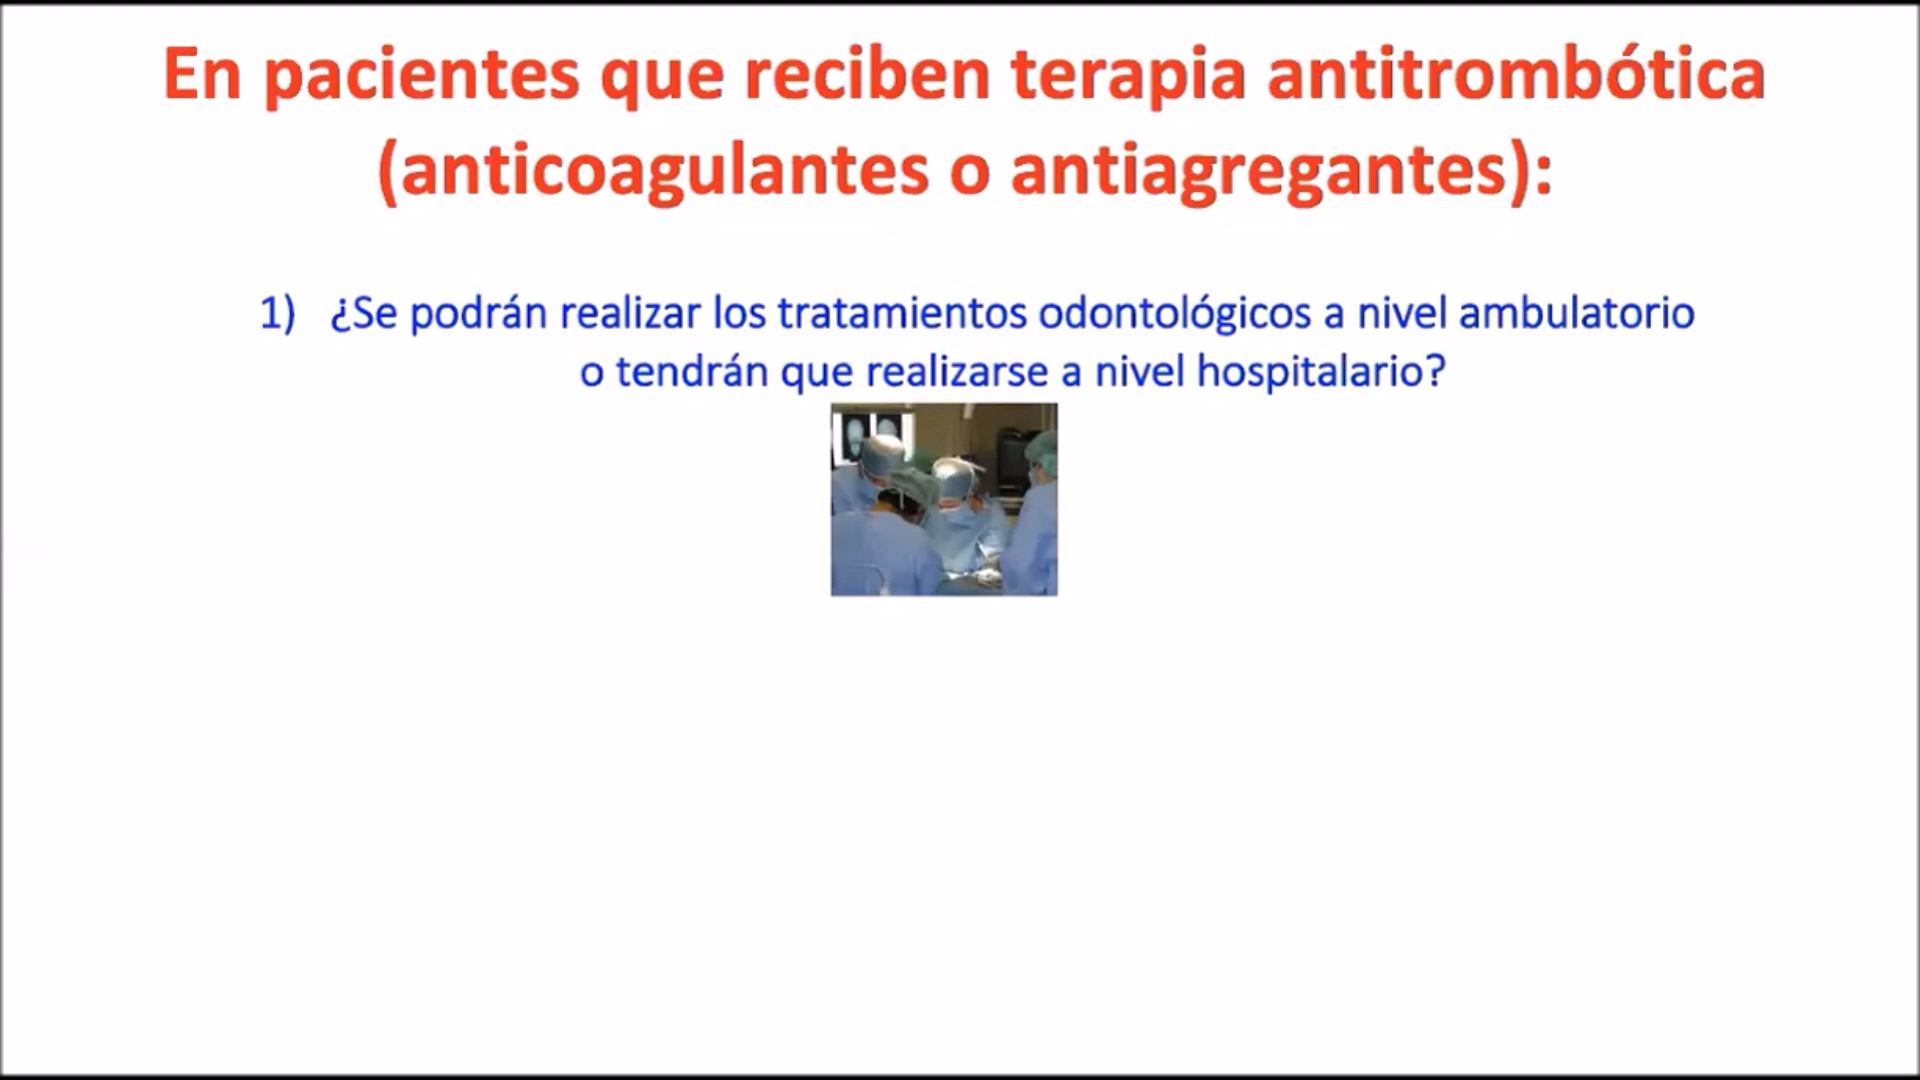 En pacientes que reciben terapia antitrombótica
(anticoagulantes o antiagregantes):
1) ¿Se podrán realizar los tratamientos odontológicos a nivel ambulatorio
o tendrán que realizarse a nivel hospitalario?